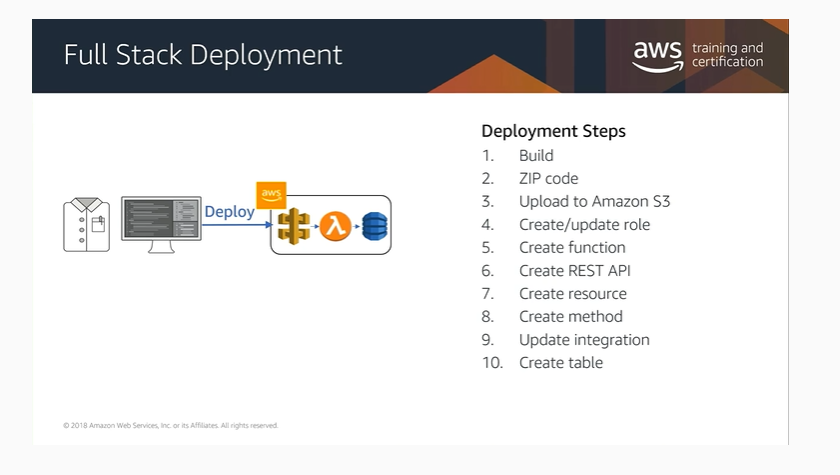 Full Stack Deployment
aws training and
certification
Deployment Steps
1. Build
2. ZIP code
3. Upload to Amazon S3
4. Create/update role
5. Create function
6. Create REST API
7. Create resource
8. Create method
9. Update integration
10. Create table
aws
Deploy
λ
© 2018 Amazon Web Services, Inc. or its Affiliates. All rights reserved.